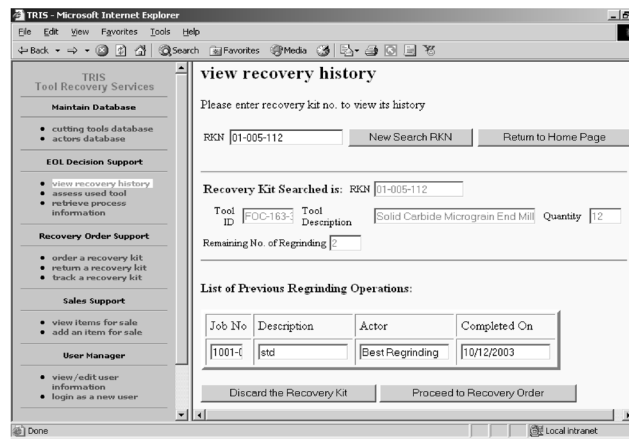 TRIS - Microsoft Internet Explorer
File Edit View Favorites Tools Help
Back Search Favorites Media
TRIS
Tool Recovery Services
Maintain Database
cutting tools database
actors database
EOL Decision Support
view recovery history
assess used tool
retrieve process
information
Recovery Order Support
order a recovery kit
return a recovery kit
track a recovery kit
Sales Support
view items for sale
add an item for sale
User Manager
view/edit user
information
login as a new user
view recovery history
Please enter recovery kit no. to view its history
RKN 01-005-112 New Search RKN Return to Home Page
Recovery Kit Searched is: RKN 01-005-112
Tool ID FOC-163- Tool Description Solid Carbide Micrograin End Mill Quantity 12
Remaining No. of Regrinding 2
List of Previous Regrinding Operations:
Job No Description Actor Completed On
1001- std Best Regrinding 10/12/2003
Discard the Recovery Kit Proceed to Recovery Order
Done Local intranet